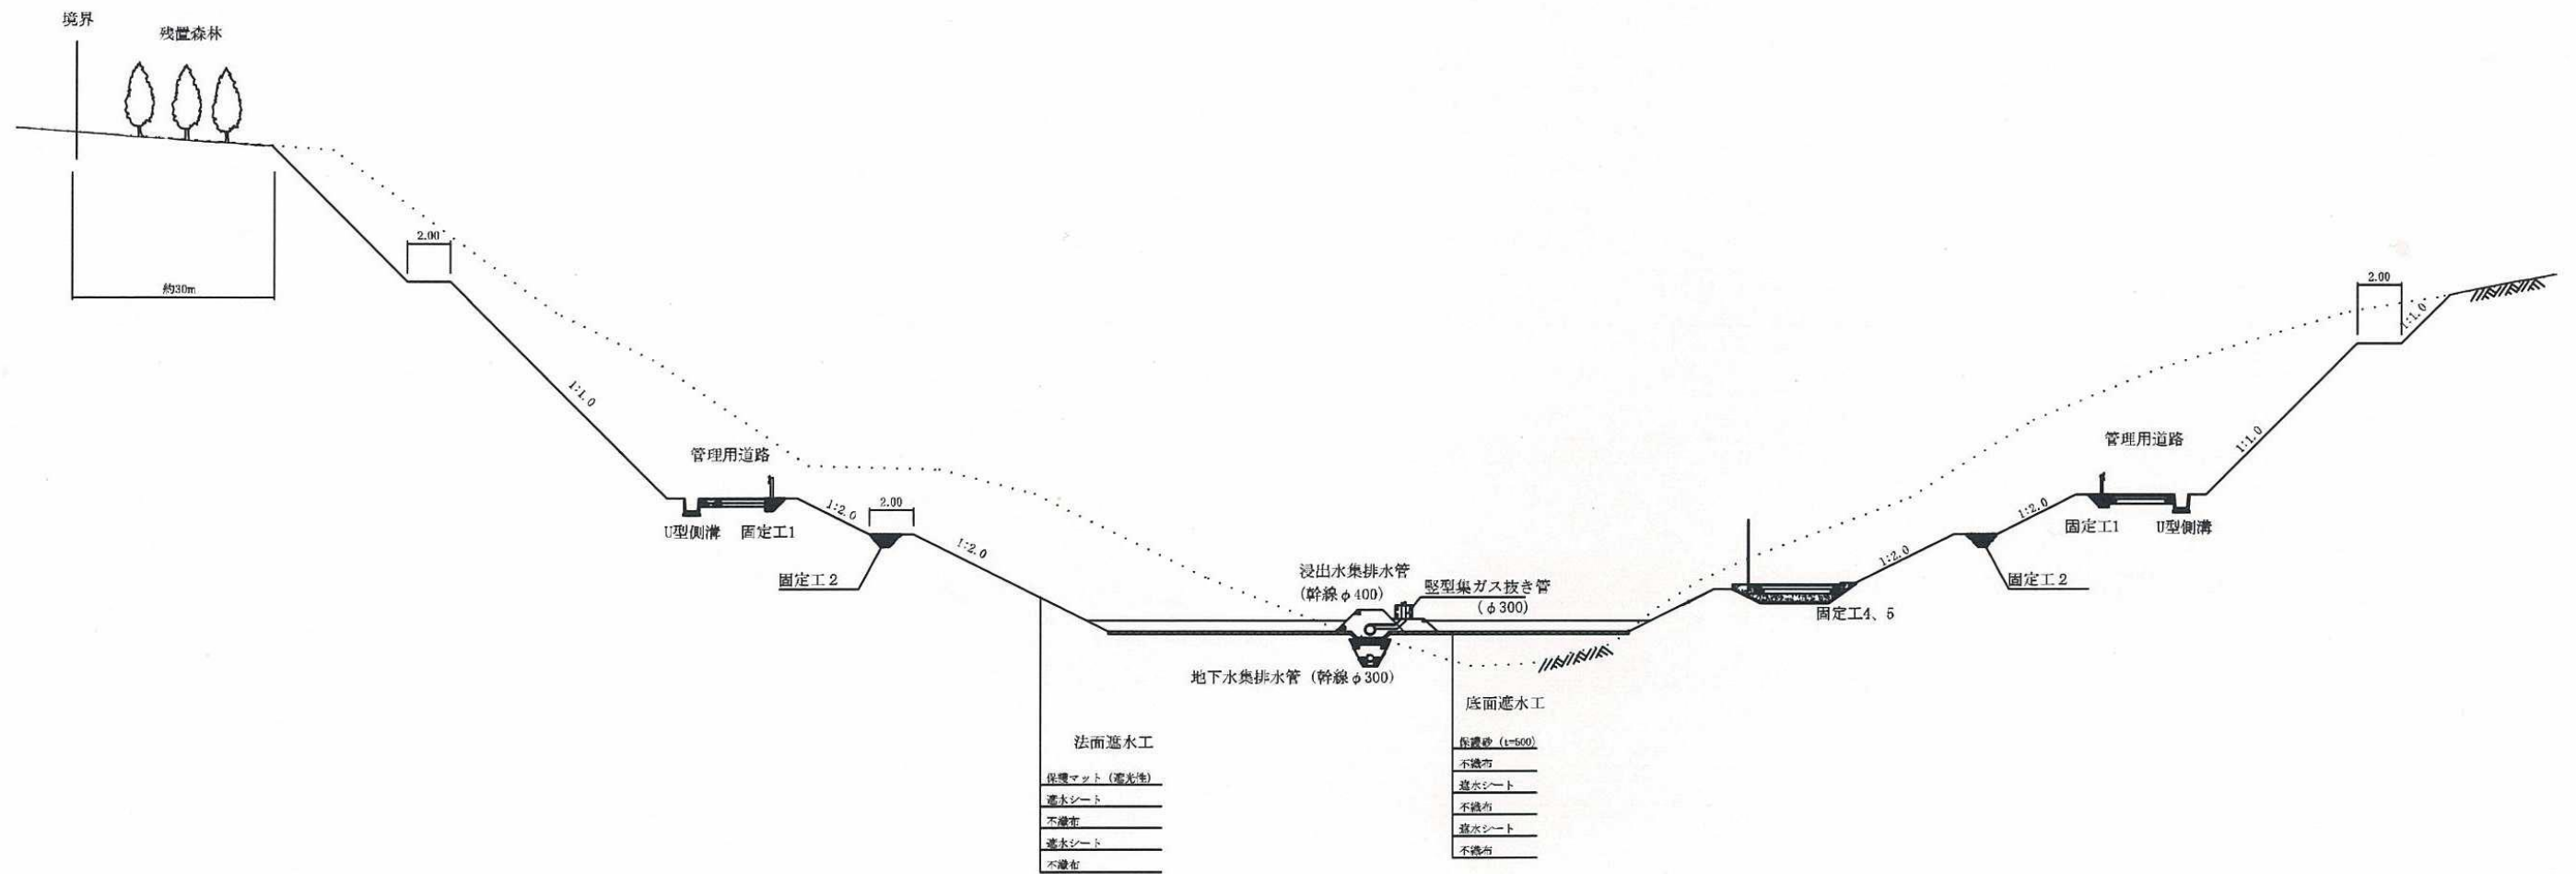 境界
残置森林
約30m
2.00
1:1.0
管理用道路
U型側溝
固定工1
1:2.0
2.00
固定工2
1:2.0
浸出水集排水管
(幹線φ400)
竪型集ガス抜き管
(φ300)
地下水集排水管 (幹線φ300)
法面遮水工
保護マット (遮光性)
遮水シート
不織布
遮水シート
不織布
底面遮水工
保護砂 (t=500)
不織布
遮水シート
不織布
遮水シート
不織布
固定工4、5
1:2.0
固定工2
1:2.0
管理用道路
固定工1
U型側溝
1:1.0
2.00
1:1.0